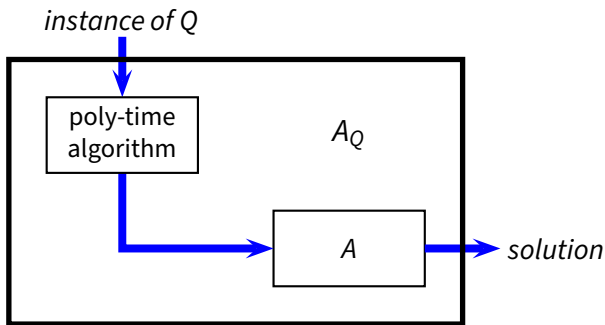 instance of Q
poly-time
algorithm
A_Q
A
solution